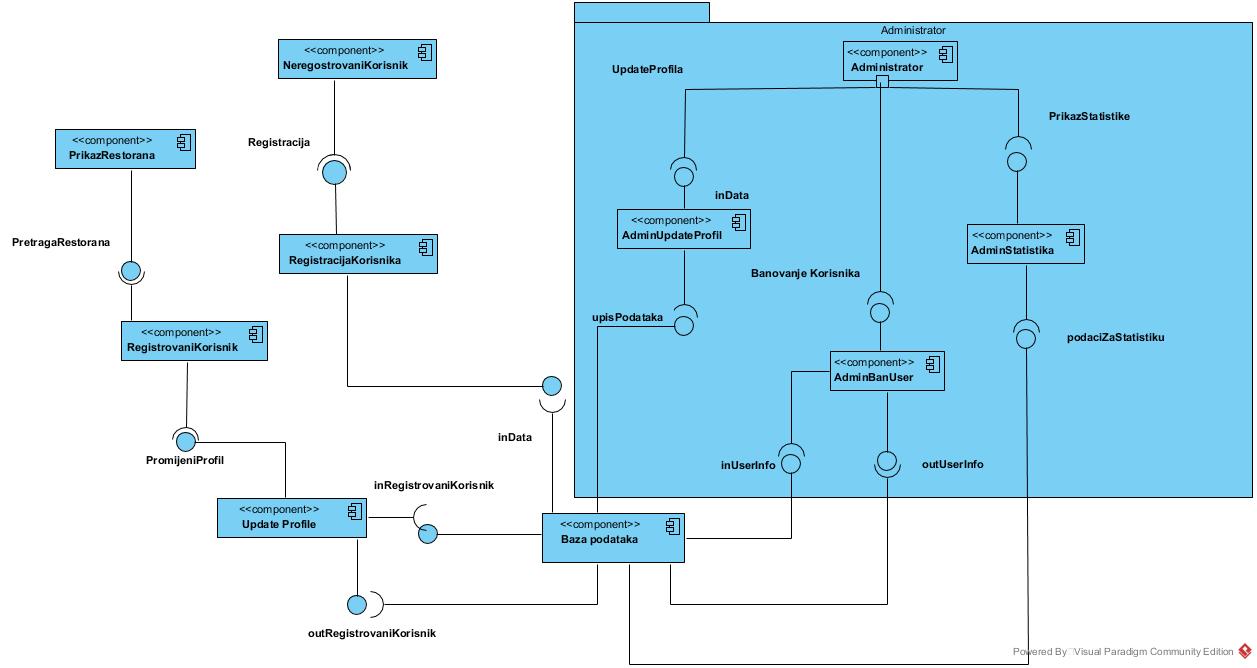 Administrator
<<component>>
NeregostrovaniKorisnik
<<component>>
Administrator
UpdateProfila
PrikazStatistike
Registracija
<<component>>
PrikazRestorana
inData
<<component>>
AdminUpdateProfil
<<component>>
AdminStatistika
PretragaRestorana
<<component>>
RegistracijaKorisnika
Banovanje Korisnika
upisPodataka
podaciZaStatistiku
<<component>>
RegistrovaniKorisnik
<<component>>
AdminBanUser
inData
PromijeniProfil
inUserInfo
outUserInfo
inRegistrovaniKorisnik
<<component>>
Update Profile
<<component>>
Baza podataka
outRegistrovaniKorisnik
Powered By Visual Paradigm Community Edition